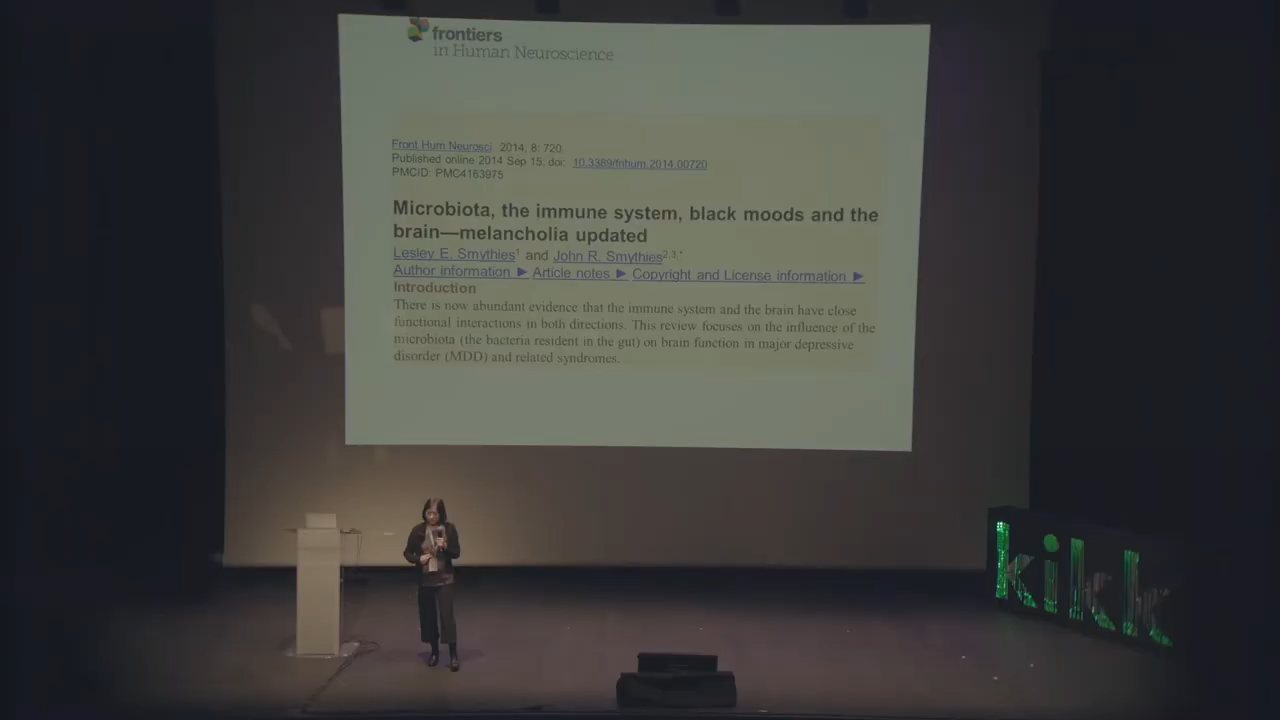 frontiers
in Human Neuroscience
Front Hum Neurosci. 2014; 8: 720.
Published online 2014 Sep 15. doi: 10.3389/fnhum.2014.00720
PMCID: PMC4163975
Microbiota, the immune system, black moods and the
brain—melancholia updated
Lesley E. Smythies1 and John R. Smythies2,3,*
Author information ▶ Article notes ▶ Copyright and License information ▶
Introduction
There is now abundant evidence that the immune system and the brain have close
functional interactions in both directions. This review focuses on the influence of the
microbiota (the bacteria resident in the gut) on brain function in major depressive
disorder (MDD) and related syndromes.
kikk